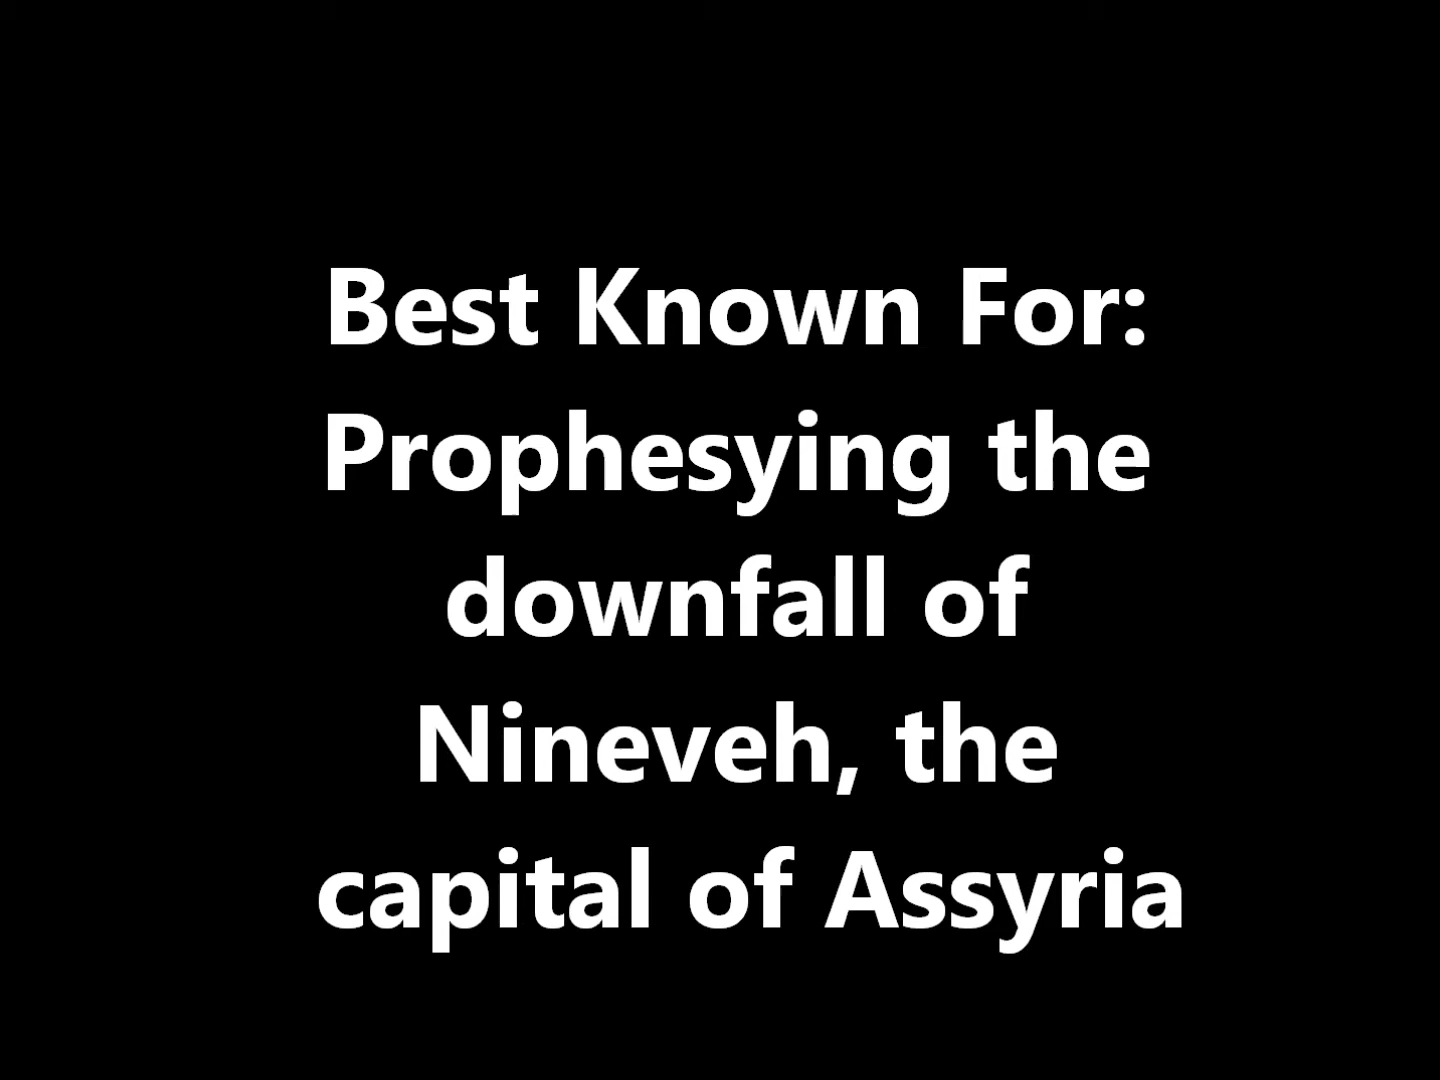 Best Known For:
Prophesying the
downfall of
Nineveh, the
capital of Assyria